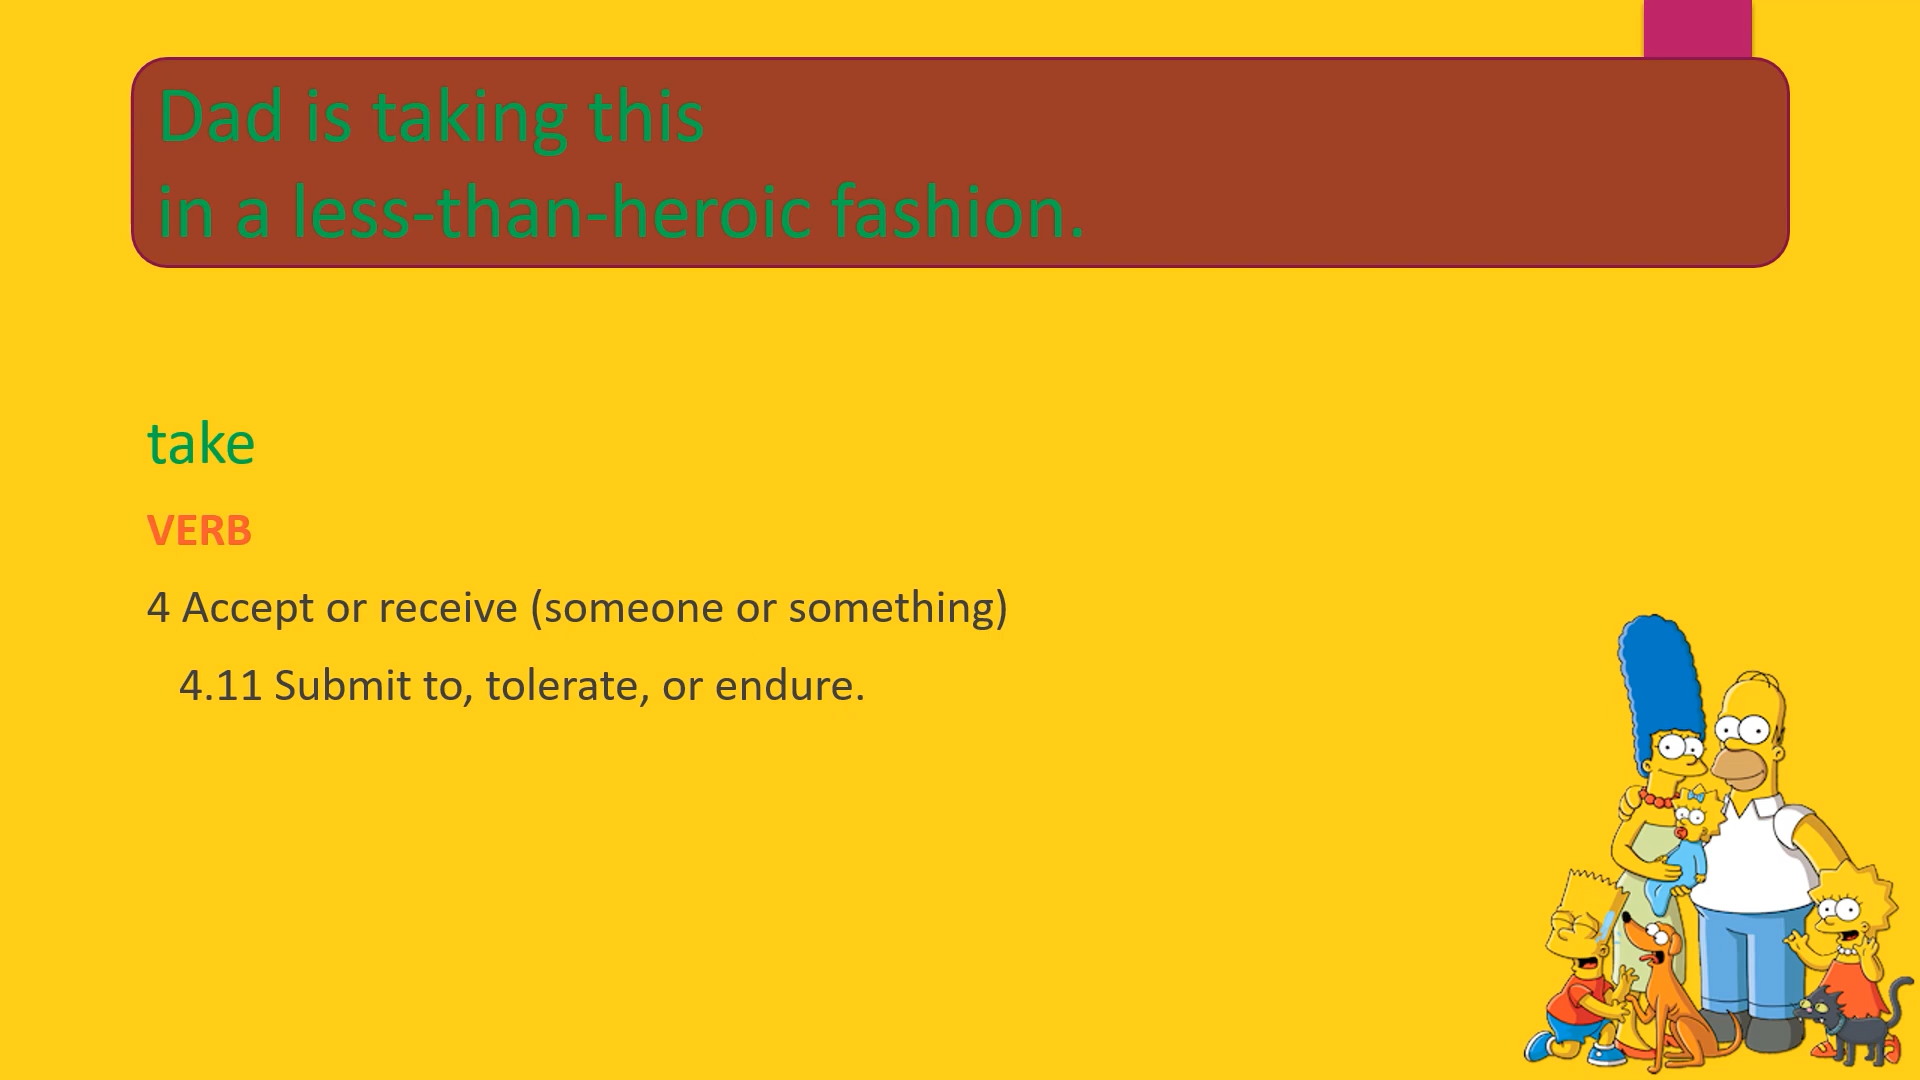 Dad is taking this
in a less-than-heroic fashion.
take
VERB
4 Accept or receive (someone or something)
4.11 Submit to, tolerate, or endure.